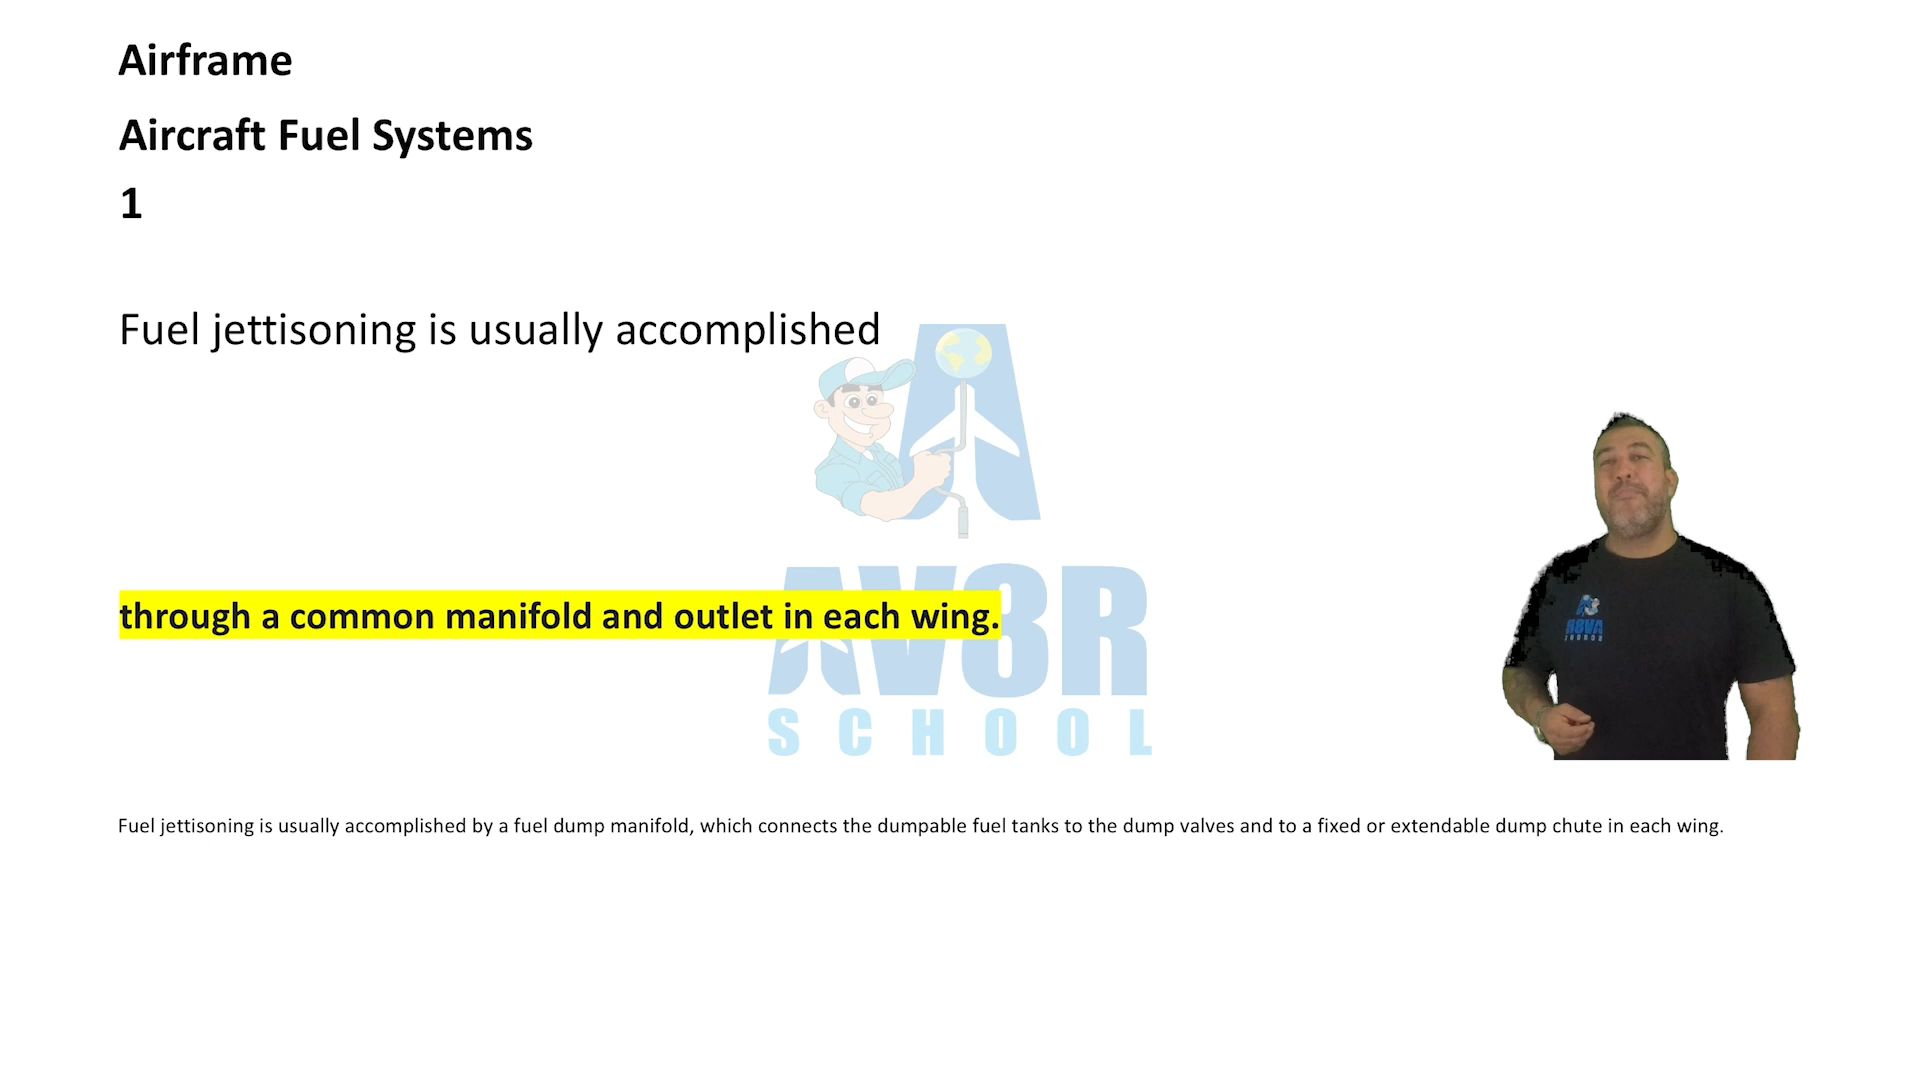 Airframe
Aircraft Fuel Systems
1
Fuel jettisoning is usually accomplished
through a common manifold and outlet in each wing.
AV8R
SCHOOL
Fuel jettisoning is usually accomplished by a fuel dump manifold, which connects the dumpable fuel tanks to the dump valves and to a fixed or extendable dump chute in each wing.